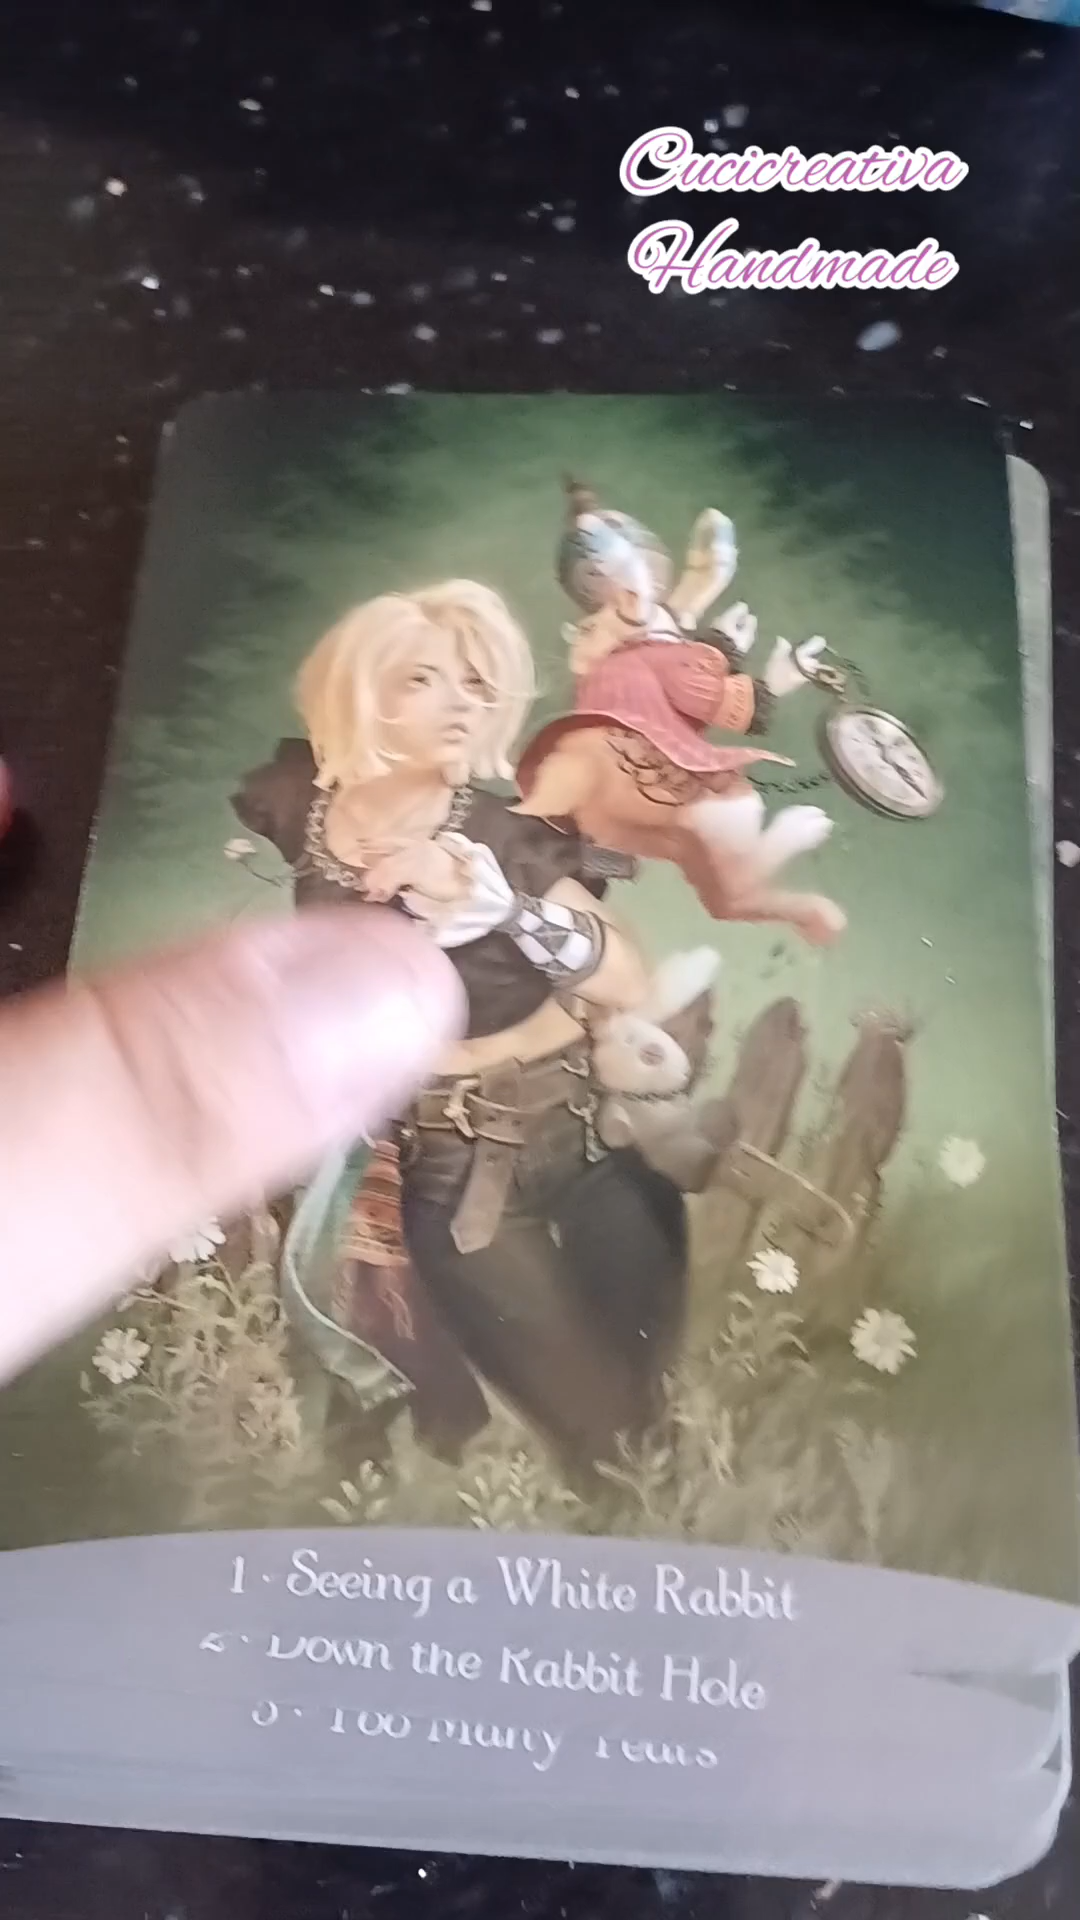 Cucicreativa
Handmade
1 · Seeing a White Rabbit
2 · Down the Rabbit Hole
3 · Too Many Tears